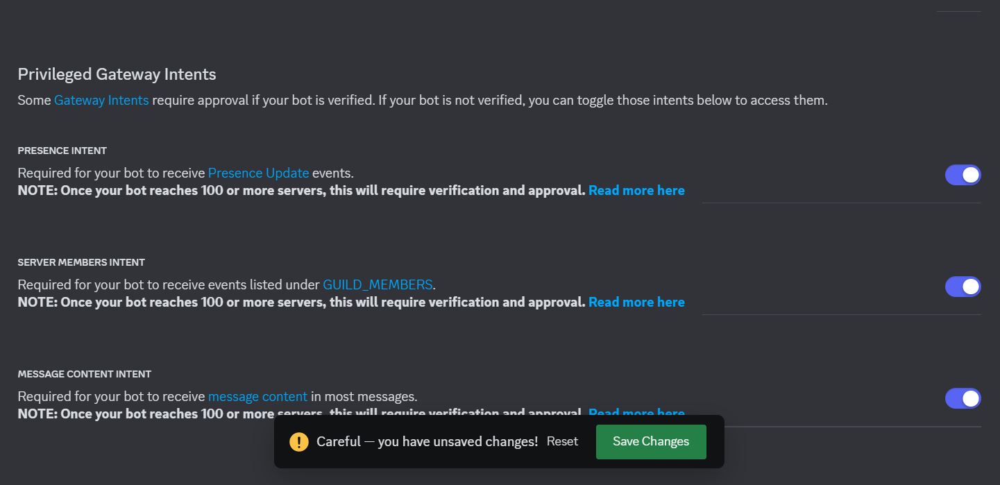 Privileged Gateway Intents
Some Gateway Intents require approval if your bot is verified. If your bot is not verified, you can toggle those intents below to access them.
PRESENCE INTENT
Required for your bot to receive Presence Update events.
NOTE: Once your bot reaches 100 or more servers, this will require verification and approval. Read more here
SERVER MEMBERS INTENT
Required for your bot to receive events listed under GUILD_MEMBERS.
NOTE: Once your bot reaches 100 or more servers, this will require verification and approval. Read more here
MESSAGE CONTENT INTENT
Required for your bot to receive message content in most messages.
NOTE: Once your bot reaches 100 or more servers, this will require verification and approval. Read more here
Careful — you have unsaved changes! Reset Save Changes